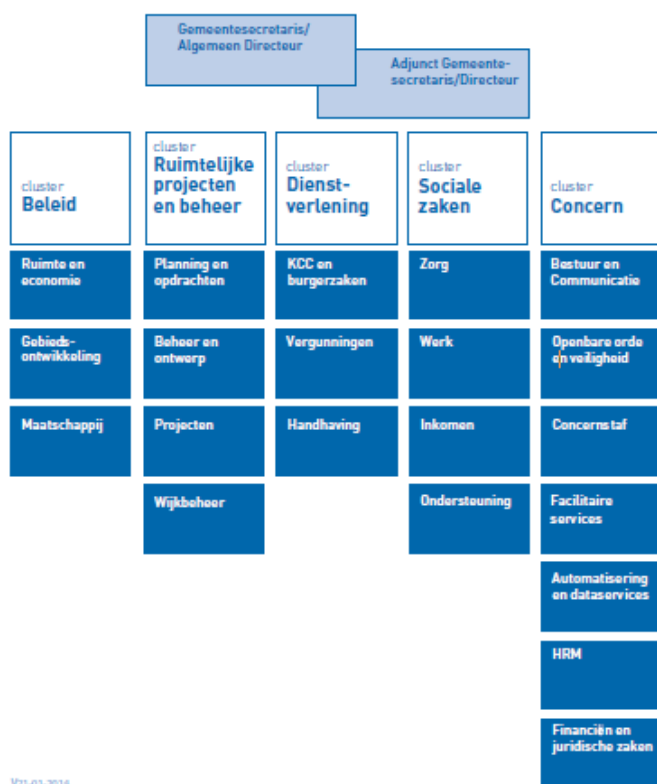 Gemeentesecretaris/
Algemeen Directeur
Adjunct Gemeente-
secretaris/Directeur
cluster
Beleid
cluster
Ruimtelijke
projecten
en beheer
cluster
Dienst-
verlening
cluster
Sociale
zaken
cluster
Concern
Ruimte en
economie
Planning en
opdrachten
KCC en
burgerzaken
Zorg
Bestuur en
Communicatie
Gebieds-
ontwikkeling
Beheer en
ontwerp
Vergunningen
Werk
Openbare orde
en veiligheid
Maatschappij
Projecten
Handhaving
Inkomen
Concernstaf
Wijkbeheer
Ondersteuning
Facilitaire
services
Automatisering
en dataservices
HRM
Financiën en
juridische zaken